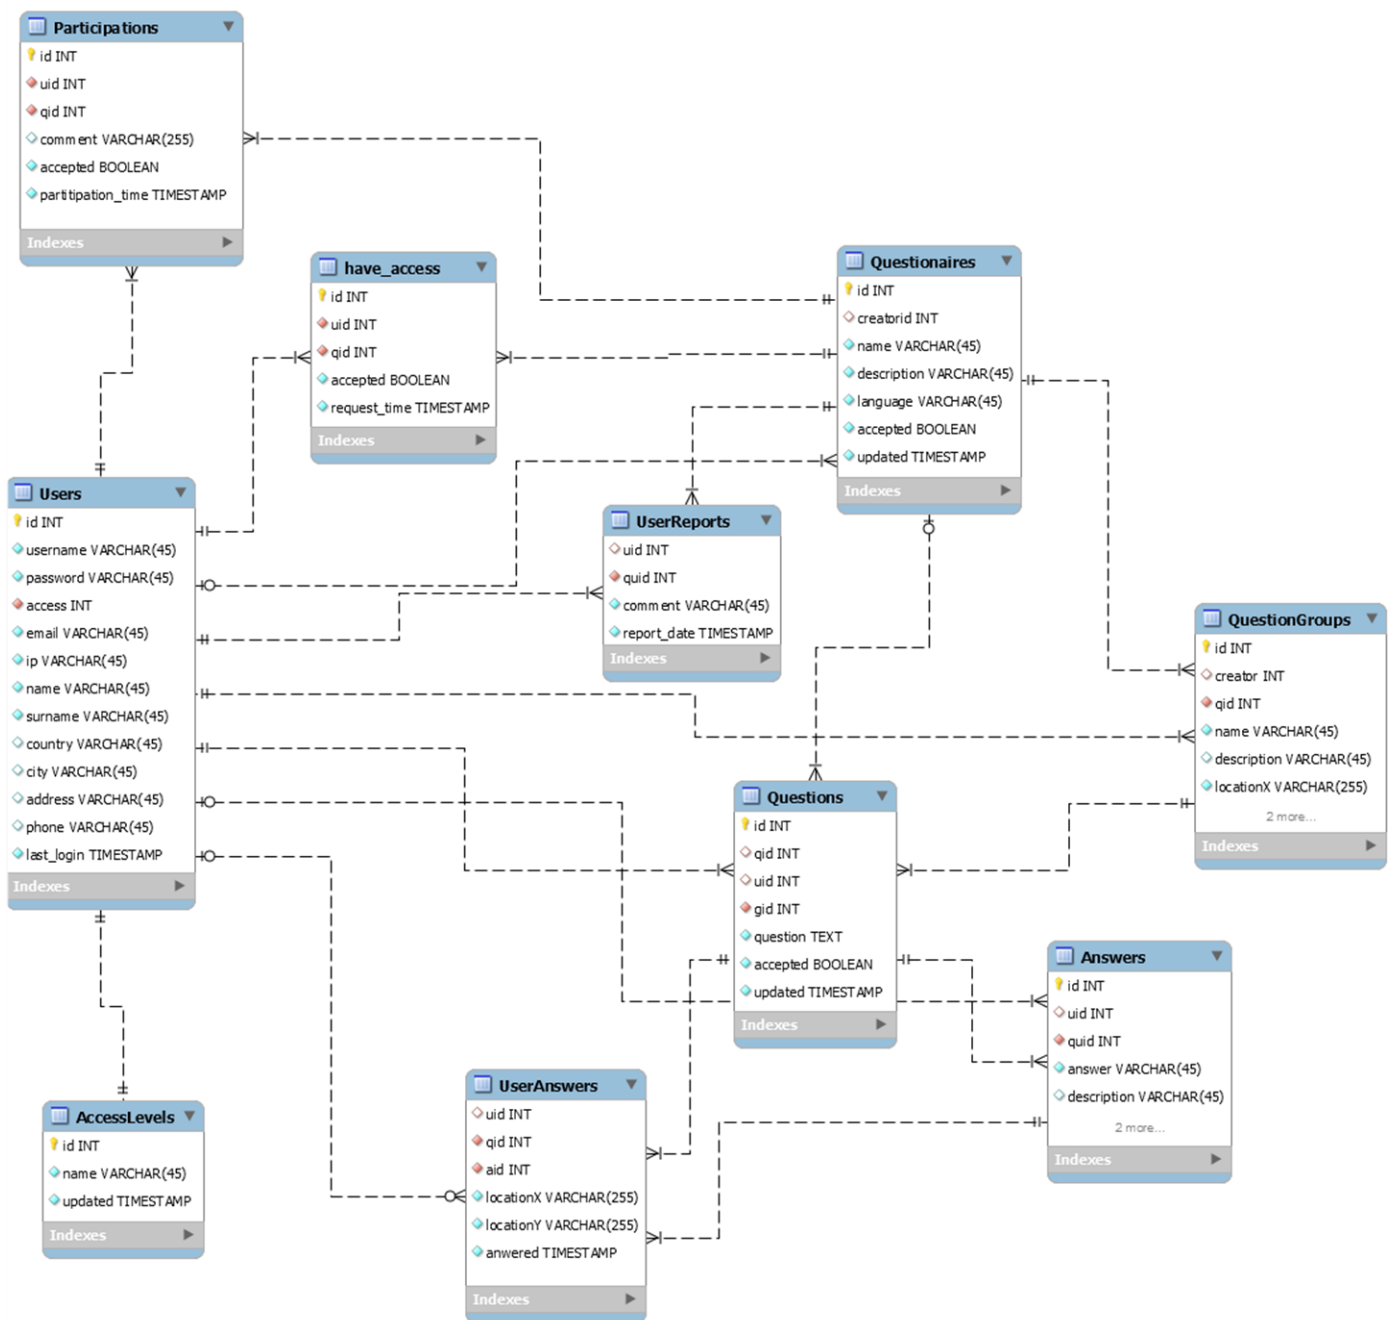 Participations
id INT
uid INT
qid INT
comment VARCHAR(255)
accepted BOOLEAN
partitipation_time TIMESTAMP
Indexes
have_access
id INT
uid INT
qid INT
accepted BOOLEAN
request_time TIMESTAMP
Indexes
Questionaires
id INT
creatorid INT
name VARCHAR(45)
description VARCHAR(45)
language VARCHAR(45)
accepted BOOLEAN
updated TIMESTAMP
Indexes
Users
id INT
username VARCHAR(45)
password VARCHAR(45)
access INT
email VARCHAR(45)
ip VARCHAR(45)
name VARCHAR(45)
surname VARCHAR(45)
country VARCHAR(45)
city VARCHAR(45)
address VARCHAR(45)
phone VARCHAR(45)
last_login TIMESTAMP
Indexes
UserReports
uid INT
quid INT
comment VARCHAR(45)
report_date TIMESTAMP
Indexes
QuestionGroups
id INT
creator INT
qid INT
name VARCHAR(45)
description VARCHAR(45)
locationX VARCHAR(255)
2 more...
Indexes
Questions
id INT
qid INT
uid INT
gid INT
question TEXT
accepted BOOLEAN
updated TIMESTAMP
Indexes
Answers
id INT
uid INT
quid INT
answer VARCHAR(45)
description VARCHAR(45)
2 more...
Indexes
UserAnswers
uid INT
qid INT
aid INT
locationX VARCHAR(255)
locationY VARCHAR(255)
anwered TIMESTAMP
Indexes
AccessLevels
id INT
name VARCHAR(45)
updated TIMESTAMP
Indexes